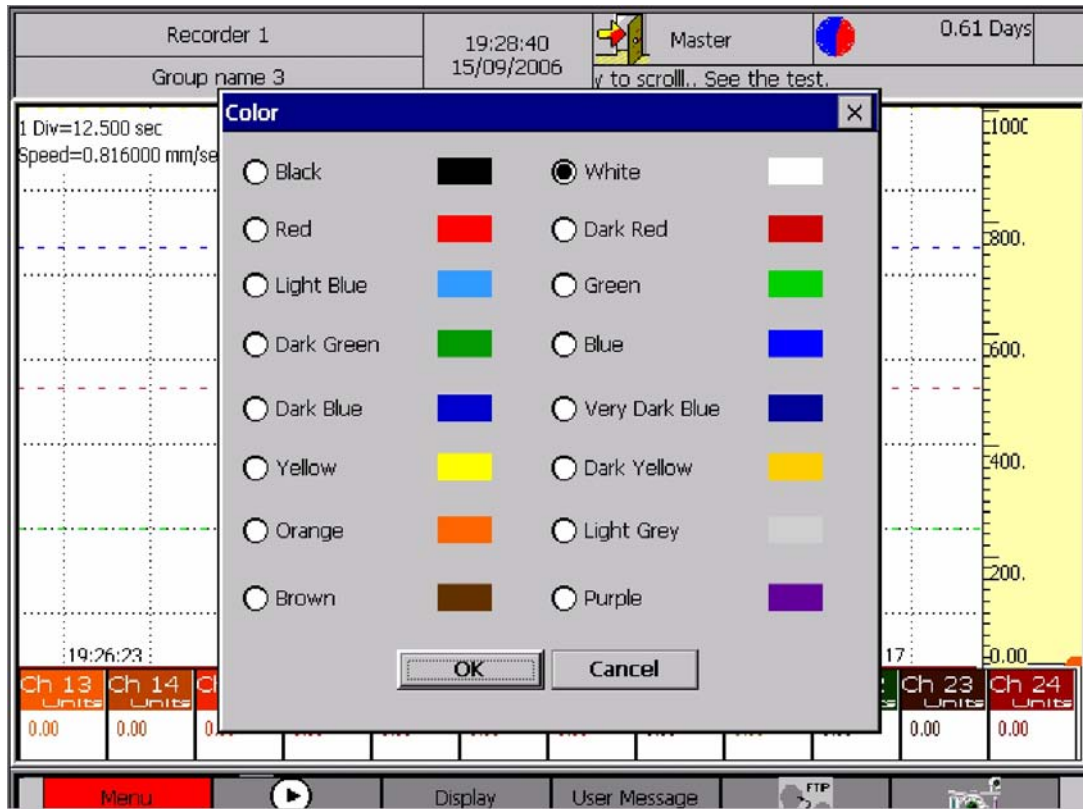 Recorder 1
19:28:40
Master
0.61 Days
Group name 3
15/09/2006
y to scrolll.. See the test.
Color
1 Div=12.500 sec
Speed=0.816000 mm/se
Black
White
Red
Dark Red
Light Blue
Green
Dark Green
Blue
Dark Blue
Very Dark Blue
Yellow
Dark Yellow
Orange
Light Grey
Brown
Purple
OK
Cancel
800.
600.
400.
200.
0.00
19:26:23
17
Ch 13
Ch 14
Ch 23
Ch 24
Units
Units
Units
Units
0.00
0.00
0.00
0.00
Menu
Display
User Message
FTP